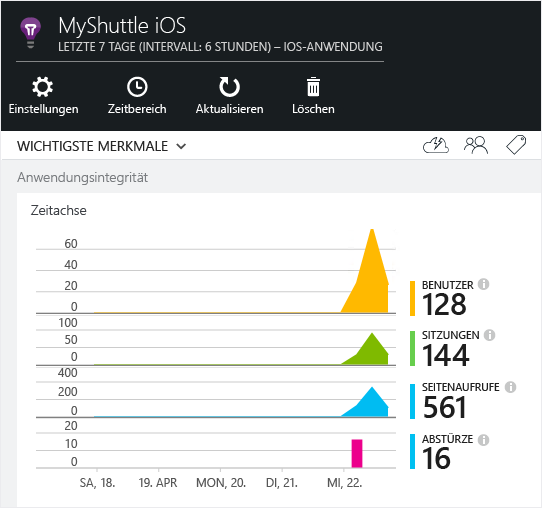 MyShuttle iOS
LETZTE 7 TAGE (INTERVALL: 6 STUNDEN) – IOS-ANWENDUNG
Einstellungen Zeitbereich Aktualisieren Löschen
WICHTIGSTE MERKMALE
Anwendungsintegrität
Zeitachse
60
40
20
0
BENUTZER
128
100
50
0
SITZUNGEN
144
400
200
0
SEITENAUFRUFE
561
20
10
0
ABSTÜRZE
16
SA, 18. 19. APR MON, 20. DI, 21. MI, 22.